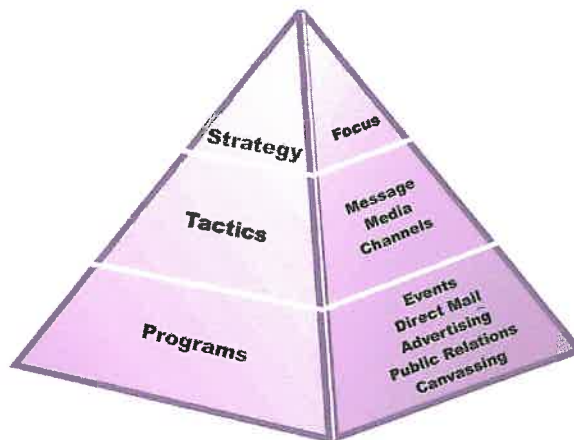 Strategy
Focus
Tactics
Message
Media
Channels
Programs
Events
Direct Mail
Advertising
Public Relations
Canvassing